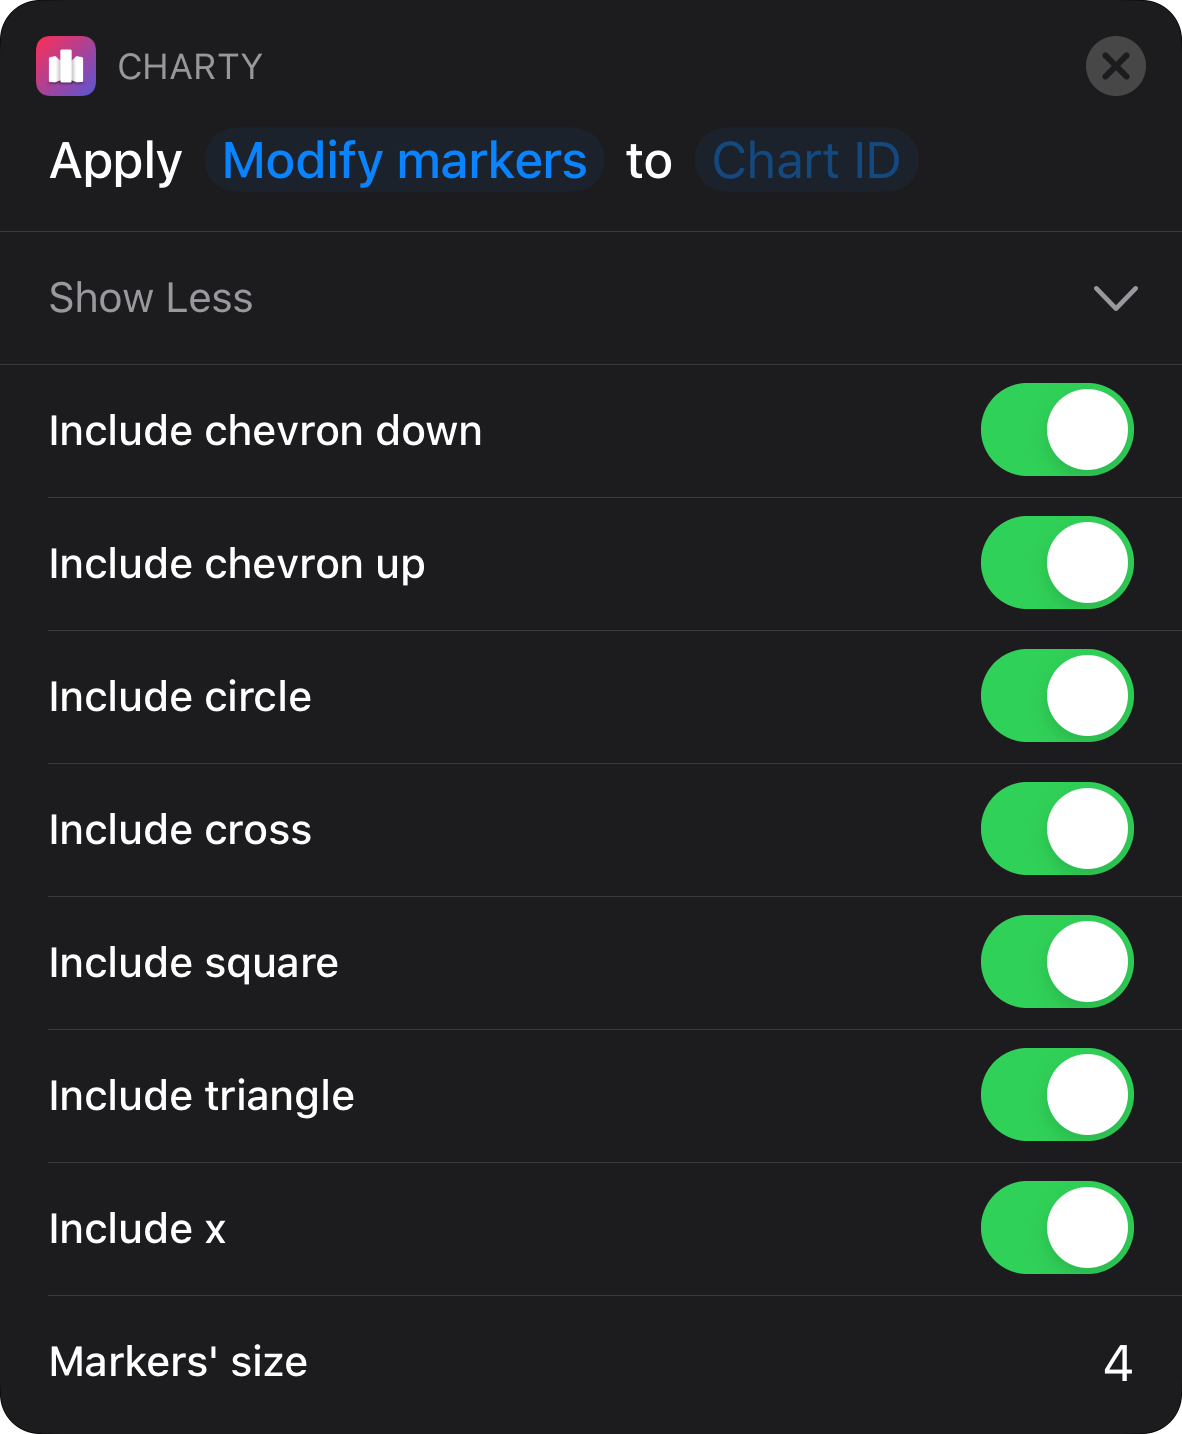 CHARTY
Apply Modify markers to Chart ID
Show Less
Include chevron down
Include chevron up
Include circle
Include cross
Include square
Include triangle
Include x
Markers' size 4